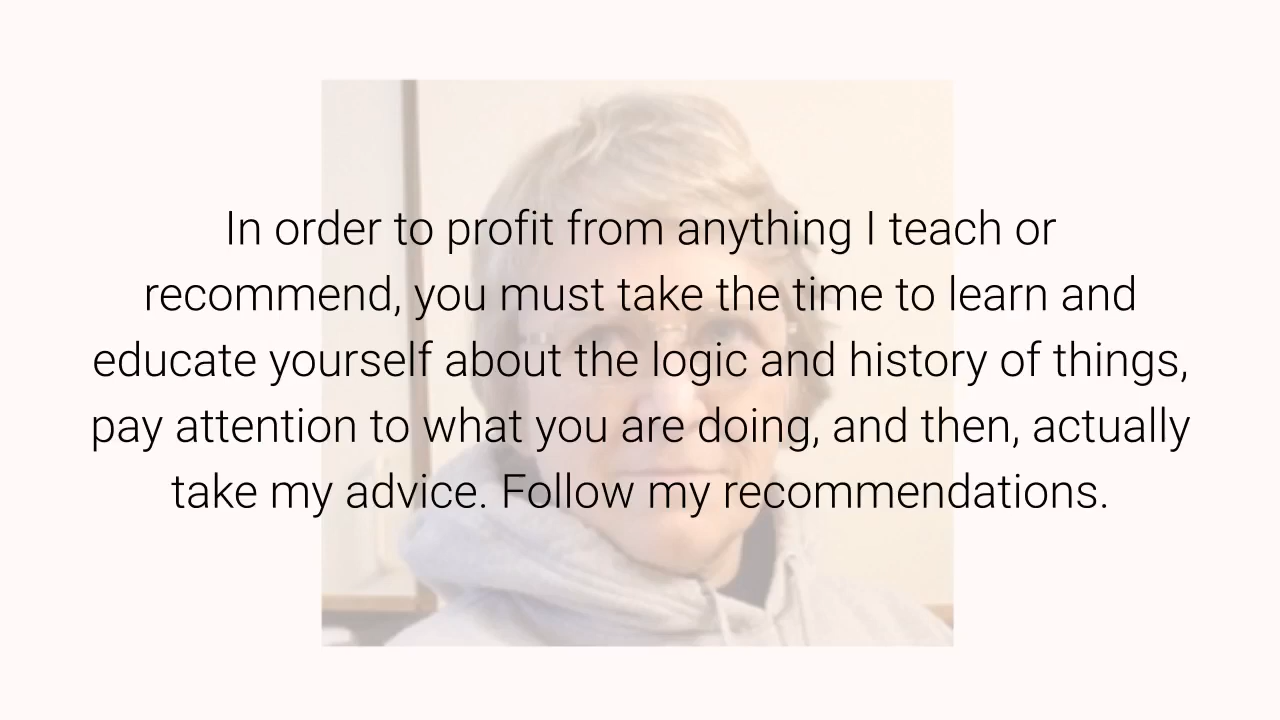 In order to profit from anything I teach or
recommend, you must take the time to learn and
educate yourself about the logic and history of things,
pay attention to what you are doing, and then, actually
take my advice. Follow my recommendations.